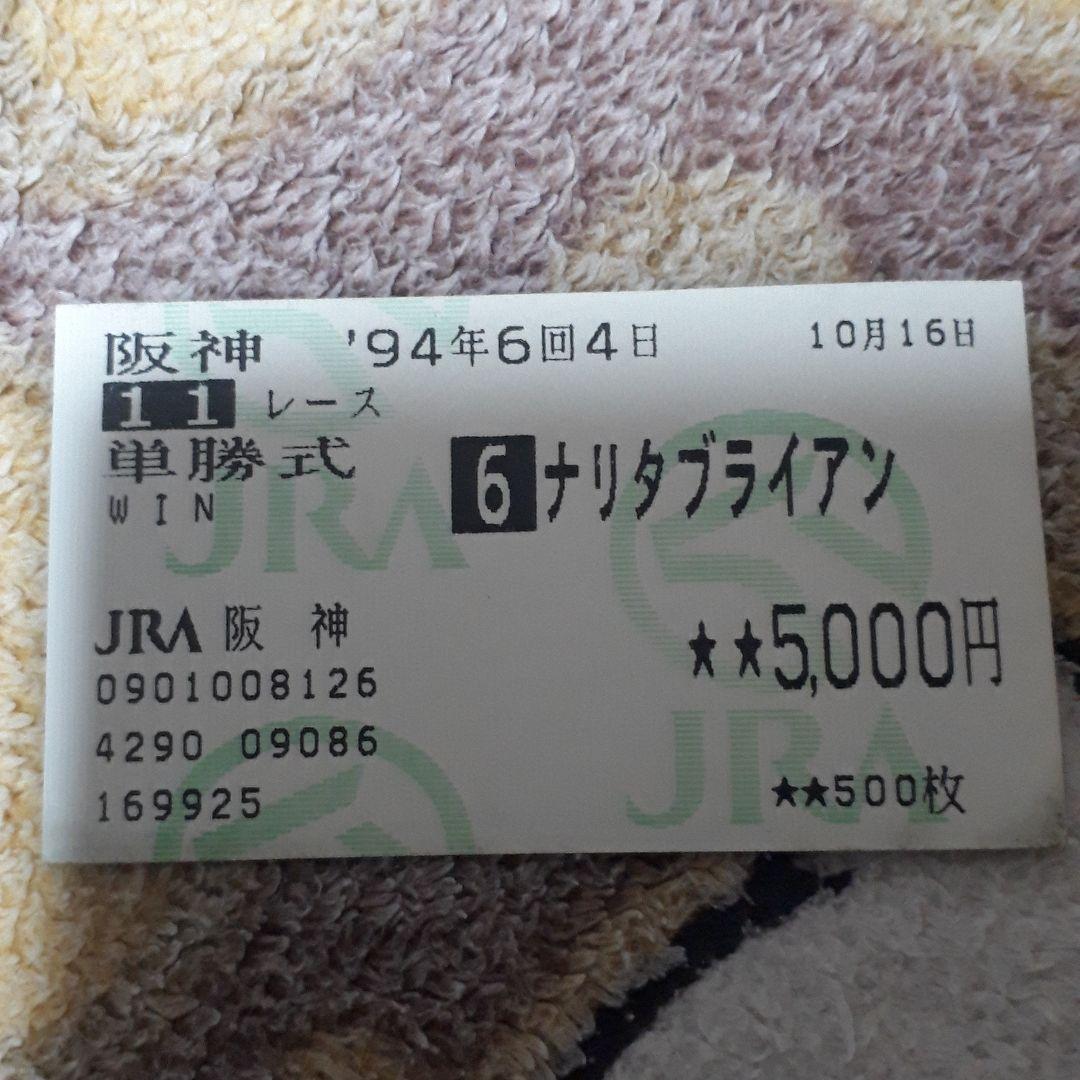 阪神 '94年6回4日 10月16日
11 レース
単勝式 6 ナリタブライアン
WIN
JRA
JRA 阪神 ★★5,000円
0901008126
4290 09086
JRA
169925 ★★500枚